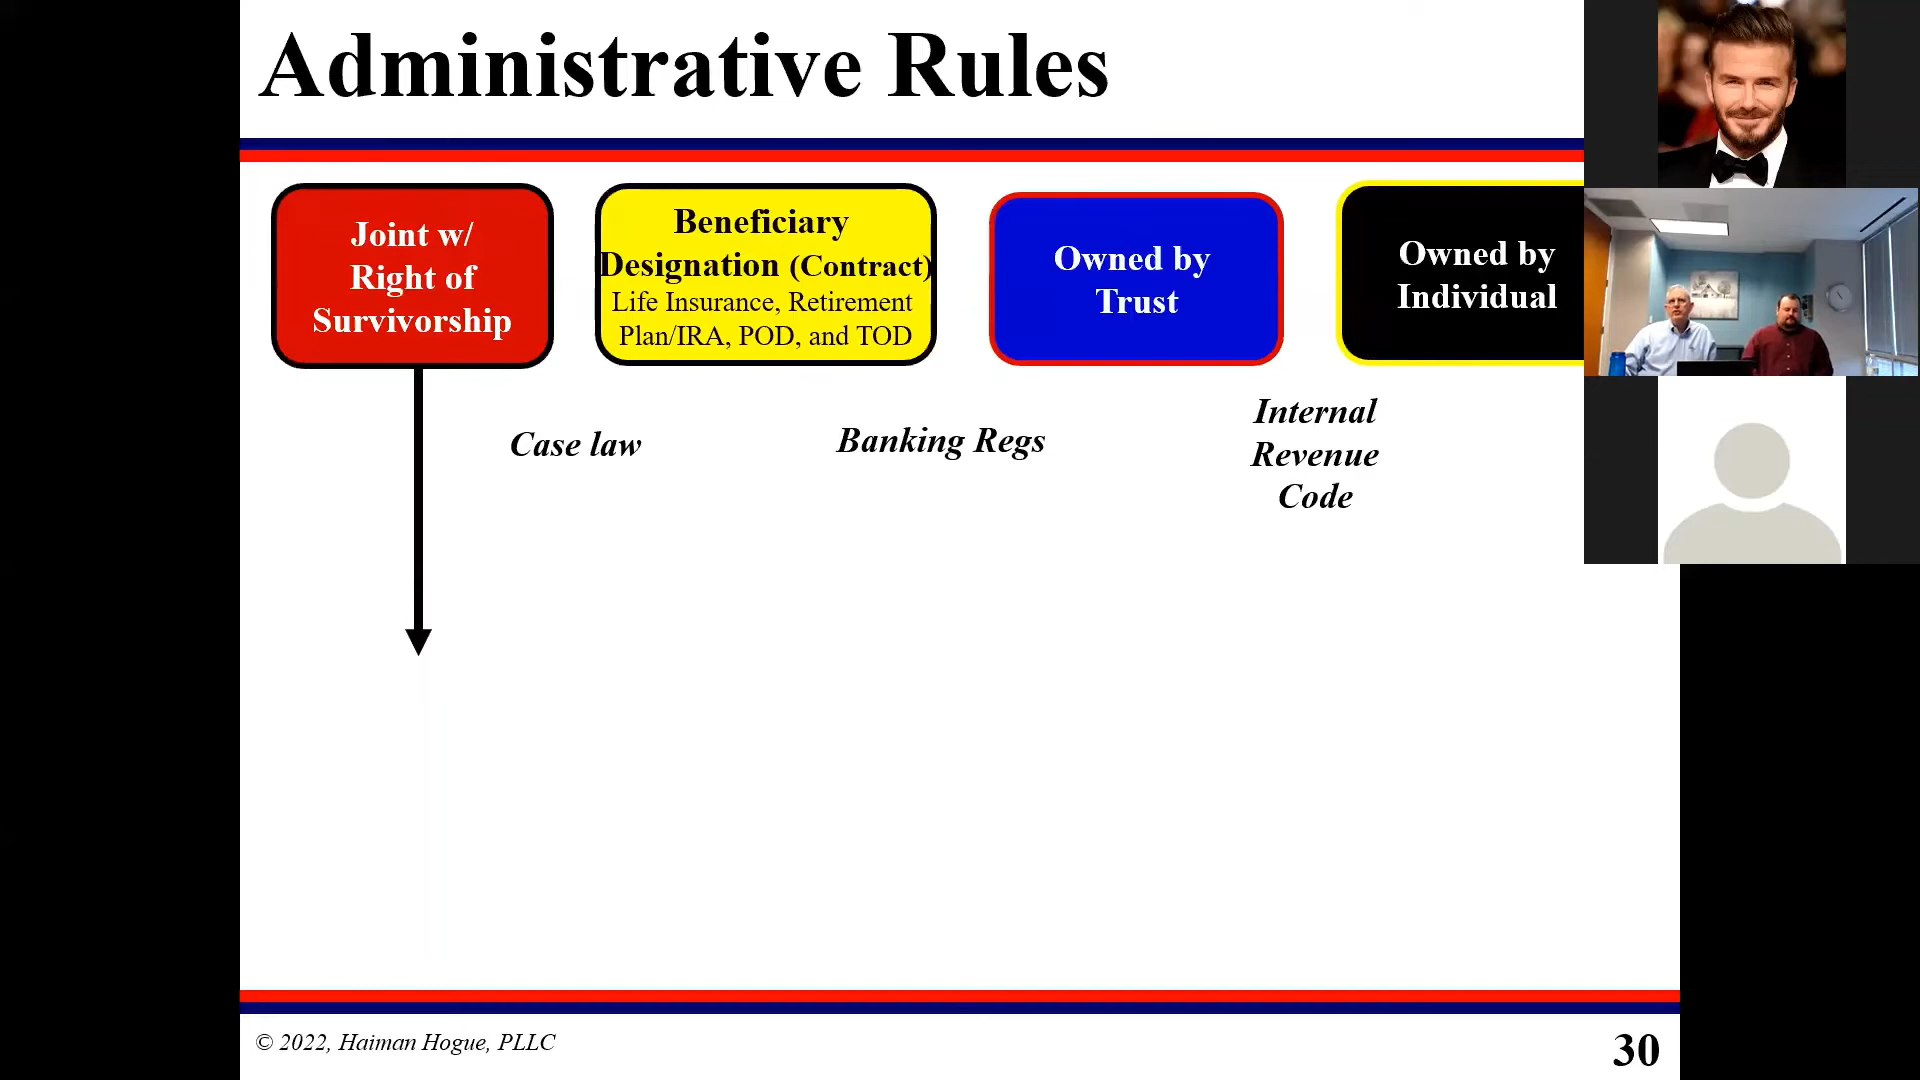 Administrative Rules
Joint w/
Right of
Survivorship
Beneficiary
Designation (Contract)
Life Insurance, Retirement
Plan/IRA, POD, and TOD
Owned by
Trust
Owned by
Individual
Case law
Banking Regs
Internal
Revenue
Code
© 2022, Haiman Hogue, PLLC
30